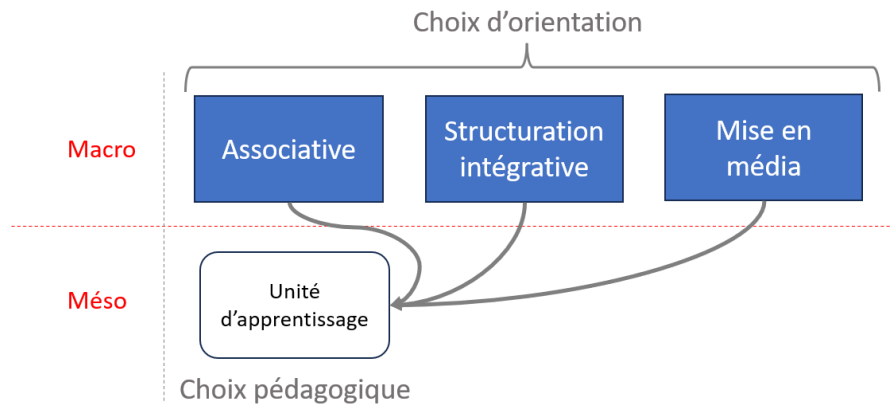 Choix d'orientation
Macro
Associative
Structuration
intégrative
Mise en
média
Méso
Unité
d'apprentissage
Choix pédagogique